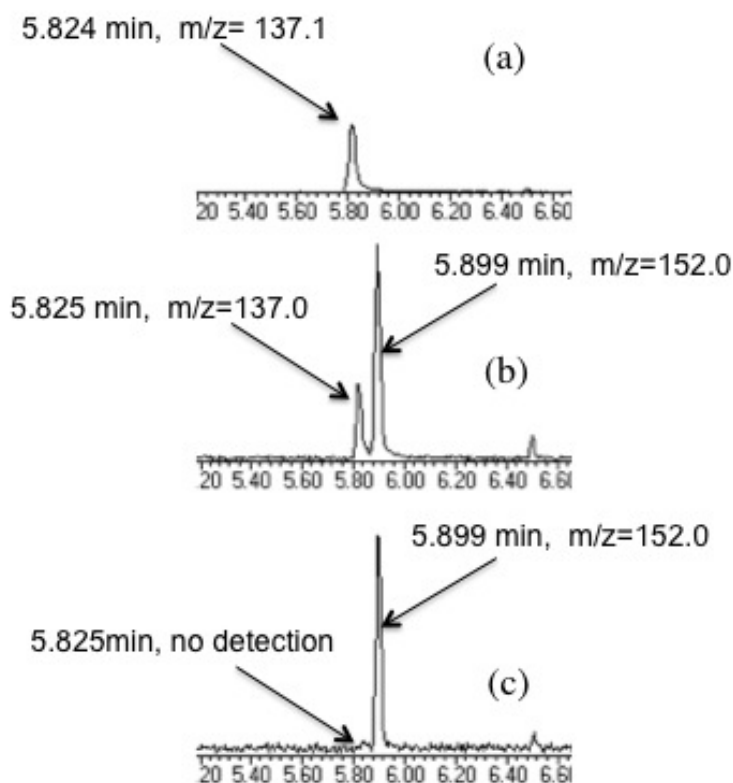 5.824 min, m/z= 137.1
(a)
20 5.40 5.60 5.80 6.00 6.20 6.40 6.60
5.899 min, m/z=152.0
5.825 min, m/z=137.0
(b)
20 5.40 5.60 5.80 6.00 6.20 6.40 6.60
5.899 min, m/z=152.0
5.825min, no detection
(c)
20 5.40 5.60 5.80 6.00 6.20 6.40 6.60